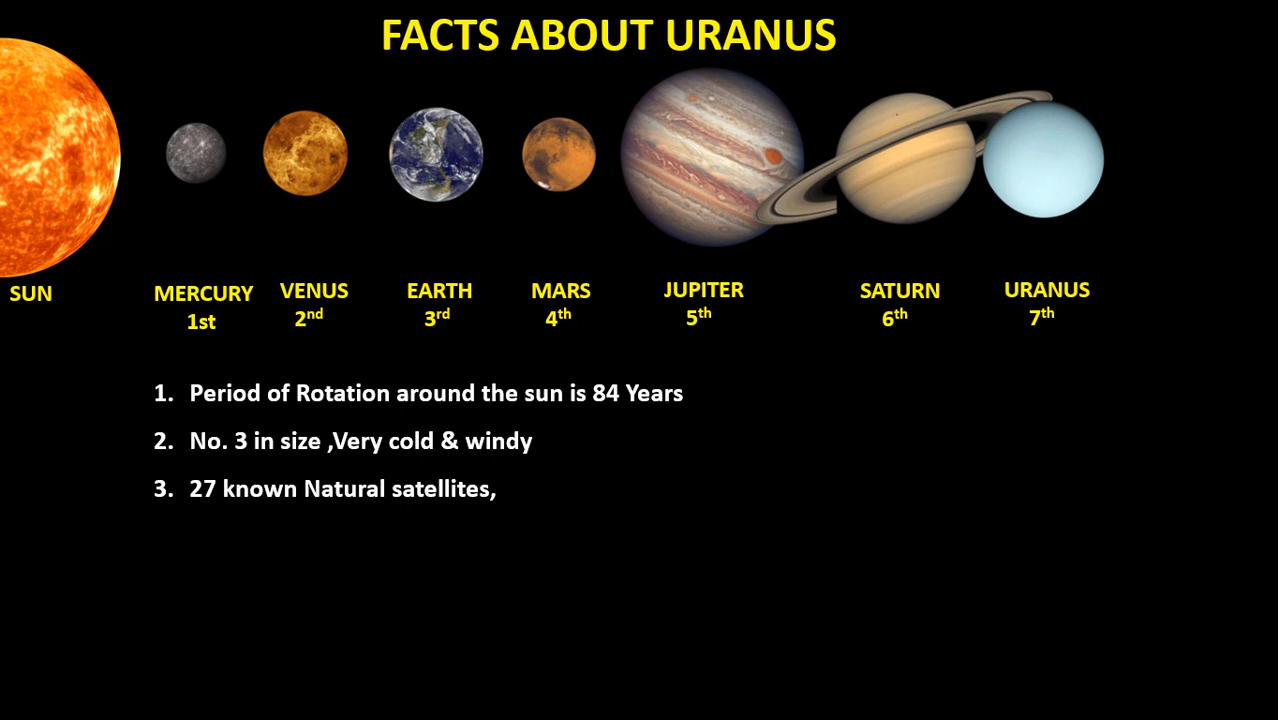 FACTS ABOUT URANUS
SUN
MERCURY
1st
VENUS
2nd
EARTH
3rd
MARS
4th
JUPITER
5th
SATURN
6th
URANUS
7th
1. Period of Rotation around the sun is 84 Years
2. No. 3 in size ,Very cold & windy
3. 27 known Natural satellites,